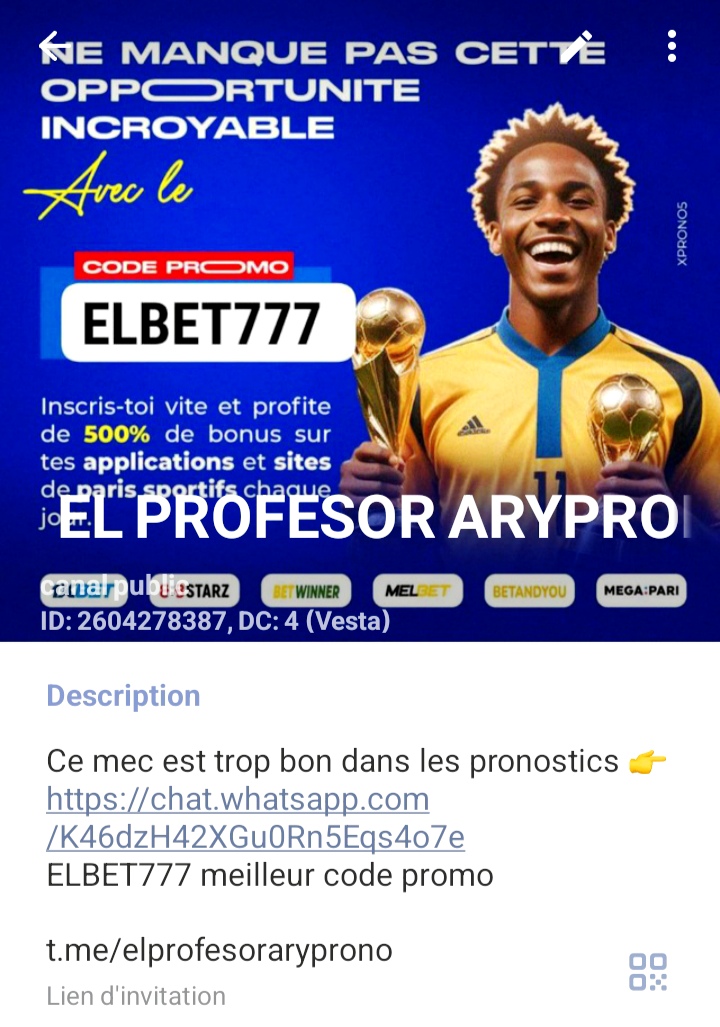 NE MANQUE PAS CETTE
OPPORTUNITE
INCROYABLE
Avec le
XPRONOS
CODE PROMO
ELBET777
Inscris-toi vite et profite
de 500% de bonus sur
tes applications et sites
de paris sportifs chaque
jour.
EL PROFESOR ARYPRO
canal public
STARZ
BETWINNER
MELBET
BETANDYOU
MEGA:PARI
ID: 2604278387, DC: 4 (Vesta)
11
Description
Ce mec est trop bon dans les pronostics 👉
https://chat.whatsapp.com
/K46dzH42XGu0Rn5Eqs4o7e
ELBET777 meilleur code promo
t.me/elprofesoraryprono
Lien d'invitation